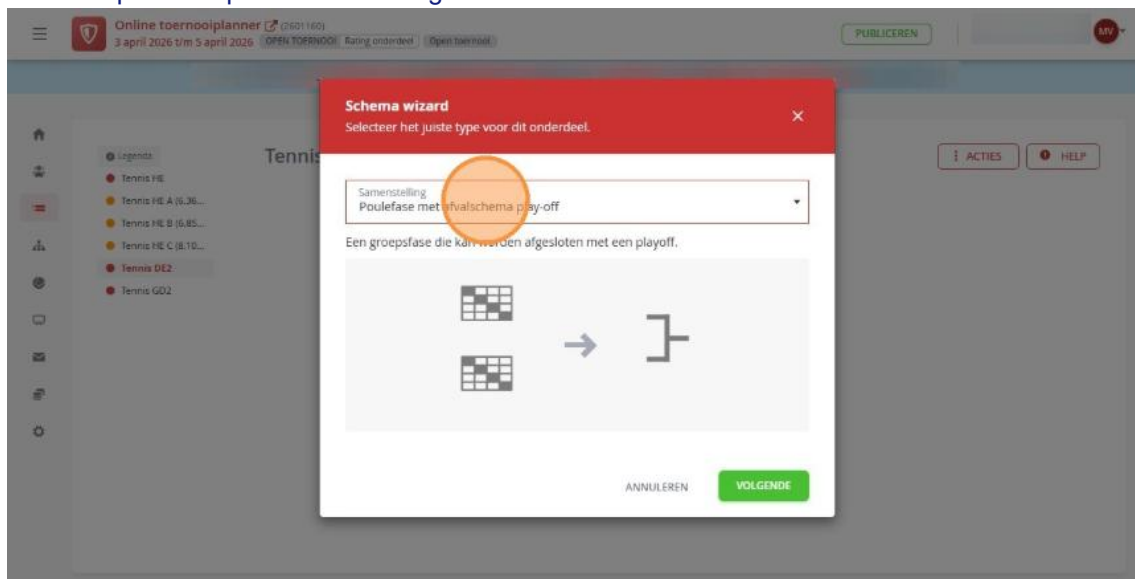 Online toernooiplanner (2601160)
3 april 2026 t/m 5 april 2026 OPEN TOERNOOI Rating onderdeel Open toernooi
PUBLICEREN
MV
Schema wizard
Selecteer het juiste type voor dit onderdeel.
Legenda
Tennis
ACTIES
HELP
Tennis HE
Tennis HE A (6.36...
Tennis HE B (6.85...
Tennis HE C (8.10...
Tennis DE2
Tennis GD2
Samenstelling
Poulefase met afvalschema play-off
Een groepsfase die kan worden afgesloten met een playoff.
ANNULEREN
VOLGENDE